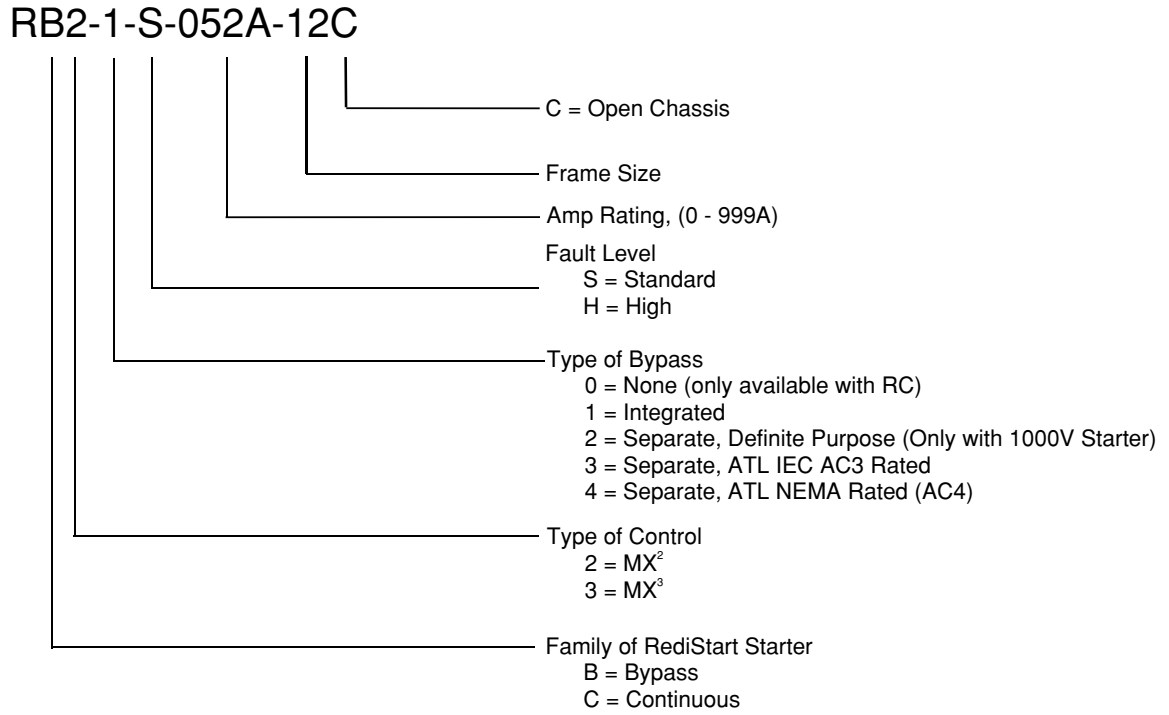 RB2-1-S-052A-12C
C = Open Chassis
Frame Size
Amp Rating, (0 - 999A)
Fault Level
S = Standard
H = High
Type of Bypass
0 = None (only available with RC)
1 = Integrated
2 = Separate, Definite Purpose (Only with 1000V Starter)
3 = Separate, ATL IEC AC3 Rated
4 = Separate, ATL NEMA Rated (AC4)
Type of Control
2 = MX²
3 = MX³
Family of RediStart Starter
B = Bypass
C = Continuous